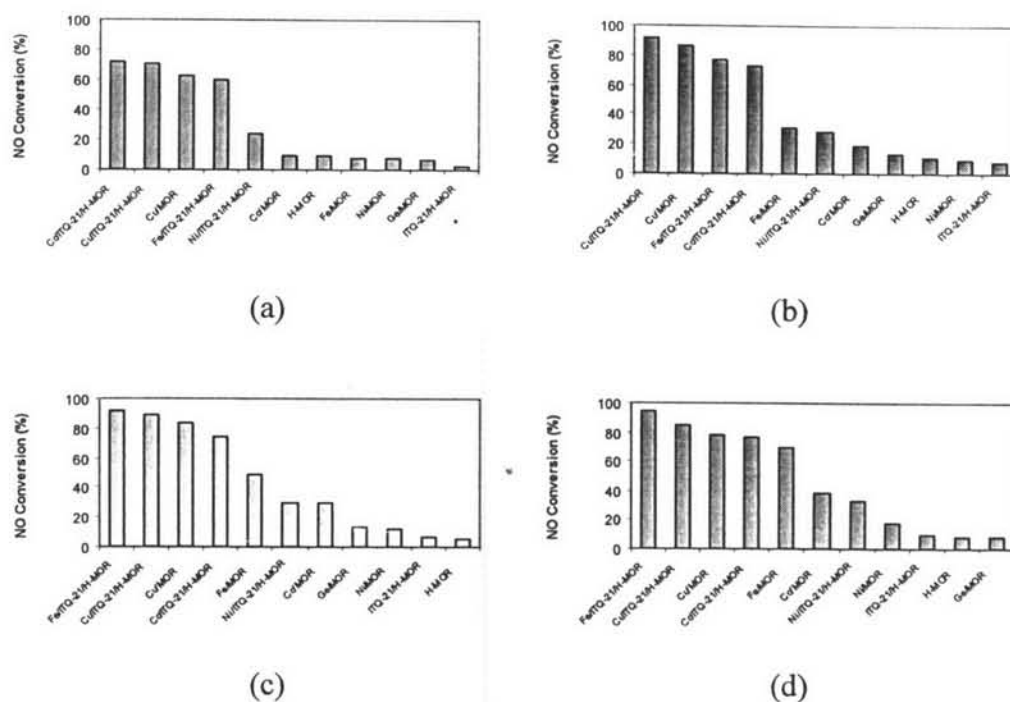 100
80
60
40
20
0
NO Conversion (%)
Co/ITQ-21/H-MOR
Cu/ITQ-21/H-MOR
Cu/MOR
Fe/ITQ-21/H-MOR
Ni/ITQ-21/H-MOR
Co/MOR
H-MOR
Fe/MOR
Ni/MOR
Ge/MOR
ITQ-21/H-MOR
(a)
100
80
60
40
20
0
NO Conversion (%)
Cu/ITQ-21/H-MOR
Cu/MOR
Fe/ITQ-21/H-MOR
Co/ITQ-21/H-MOR
Fe/MOR
Ni/ITQ-21/H-MOR
Co/MOR
Ge/MOR
H-MOR
Ni/MOR
ITQ-21/H-MOR
(b)
100
80
60
40
20
0
NO Conversion (%)
Fe/ITQ-21/H-MOR
Cu/ITQ-21/H-MOR
Cu/MOR
Co/ITQ-21/H-MOR
Fe/MOR
Ni/ITQ-21/H-MOR
Co/MOR
Ge/MOR
Ni/MOR
ITQ-21/H-MOR
H-MOR
(c)
100
80
60
40
20
0
NO Conversion (%)
Fe/ITQ-21/H-MOR
Cu/ITQ-21/H-MOR
Cu/MOR
Co/ITQ-21/H-MOR
Fe/MOR
Co/MOR
Ni/ITQ-21/H-MOR
Ni/MOR
ITQ-21/H-MOR
H-MOR
Ge/MOR
(d)